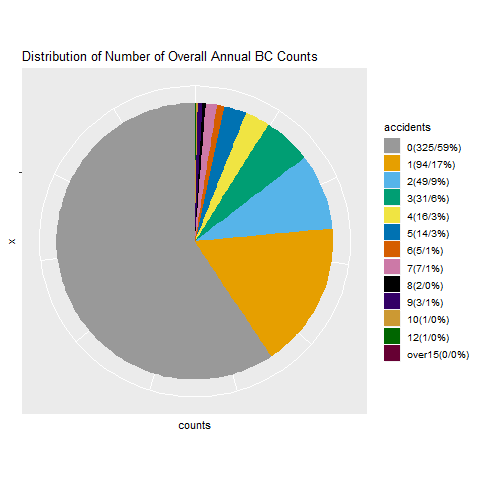 Distribution of Number of Overall Annual BC Counts
accidents
0(325/59%)
1(94/17%)
2(49/9%)
3(31/6%)
4(16/3%)
5(14/3%)
6(5/1%)
7(7/1%)
8(2/0%)
9(3/1%)
10(1/0%)
12(1/0%)
over15(0/0%)
x
counts